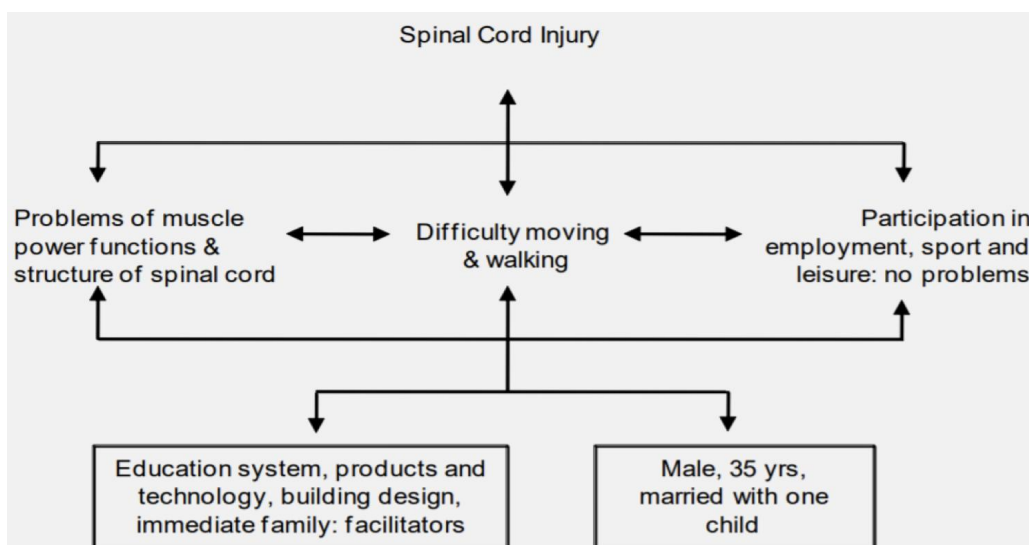 Spinal Cord Injury
Problems of muscle
power functions &
structure of spinal cord
Difficulty moving
& walking
Participation in
employment, sport and
leisure: no problems
Education system, products and
technology, building design,
immediate family: facilitators
Male, 35 yrs,
married with one
child